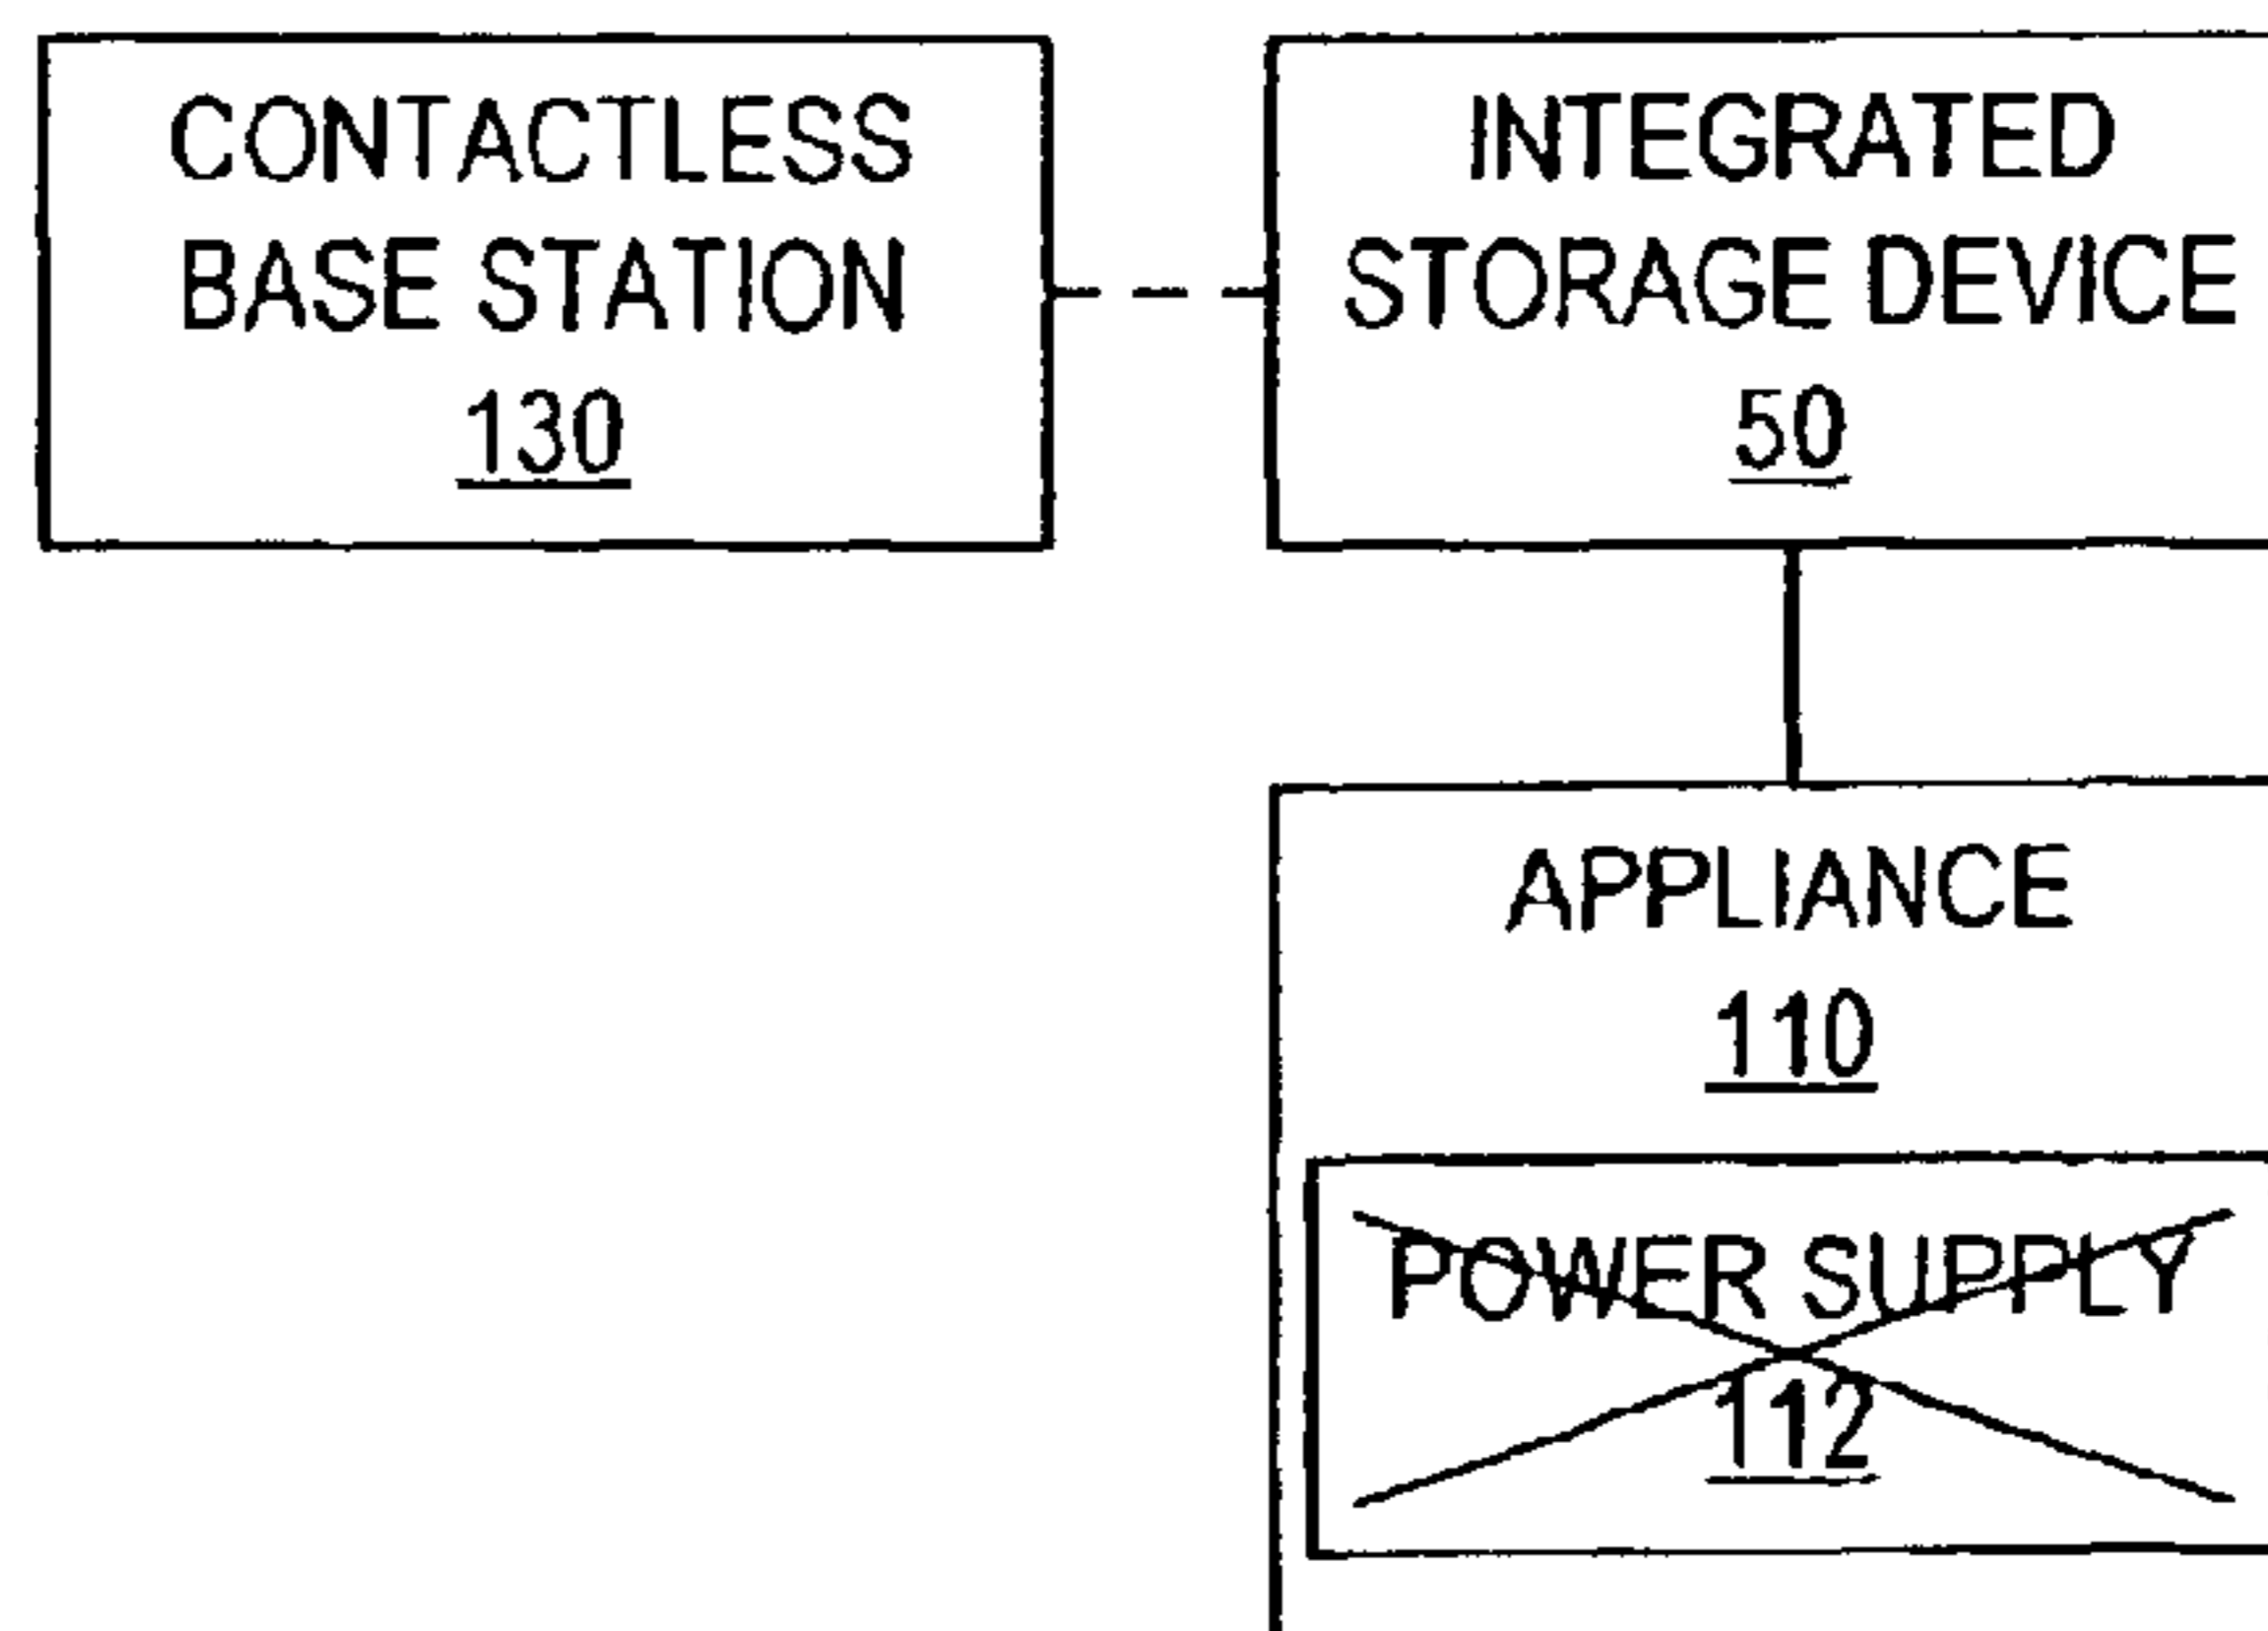 CONTACTLESS
BASE STATION
130
INTEGRATED
STORAGE DEVICE
50
APPLIANCE
110
POWER SUPPLY
112